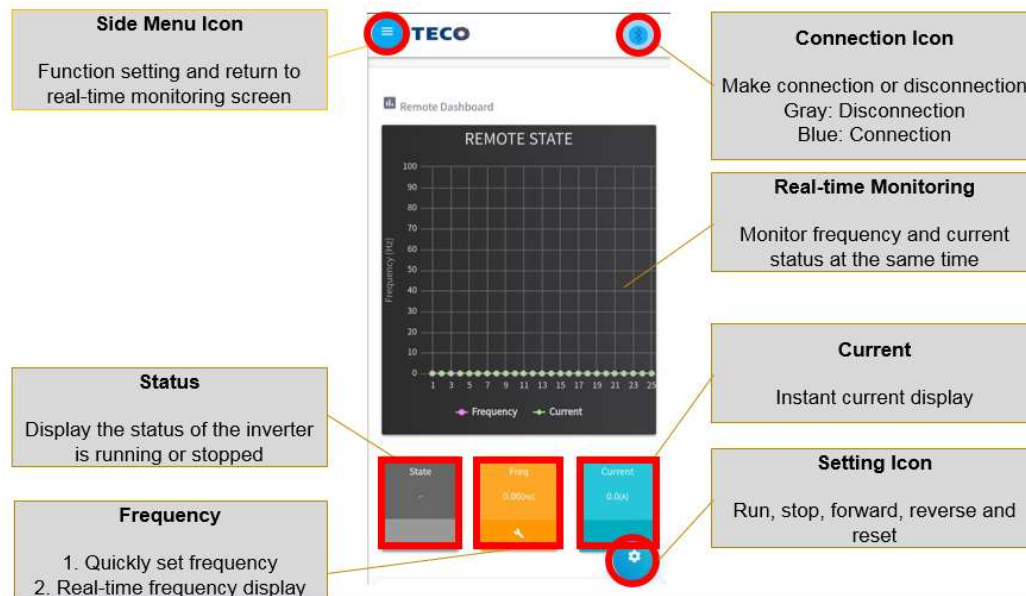 Side Menu Icon
Function setting and return to
real-time monitoring screen
TECO
Connection Icon
Make connection or disconnection
Gray: Disconnection
Blue: Connection
Remote Dashboard
REMOTE STATE
Frequency (Hz)
100
90
80
70
60
50
40
30
20
10
0
1 3 5 7 9 11 13 15 17 19 21 23 25
Frequency Current
Real-time Monitoring
Monitor frequency and current
status at the same time
Status
Display the status of the inverter
is running or stopped
Current
Instant current display
State
-
Freq
0.00(Hz)
Current
0.0(A)
Frequency
1. Quickly set frequency
2. Real-time frequency display
Setting Icon
Run, stop, forward, reverse and
reset